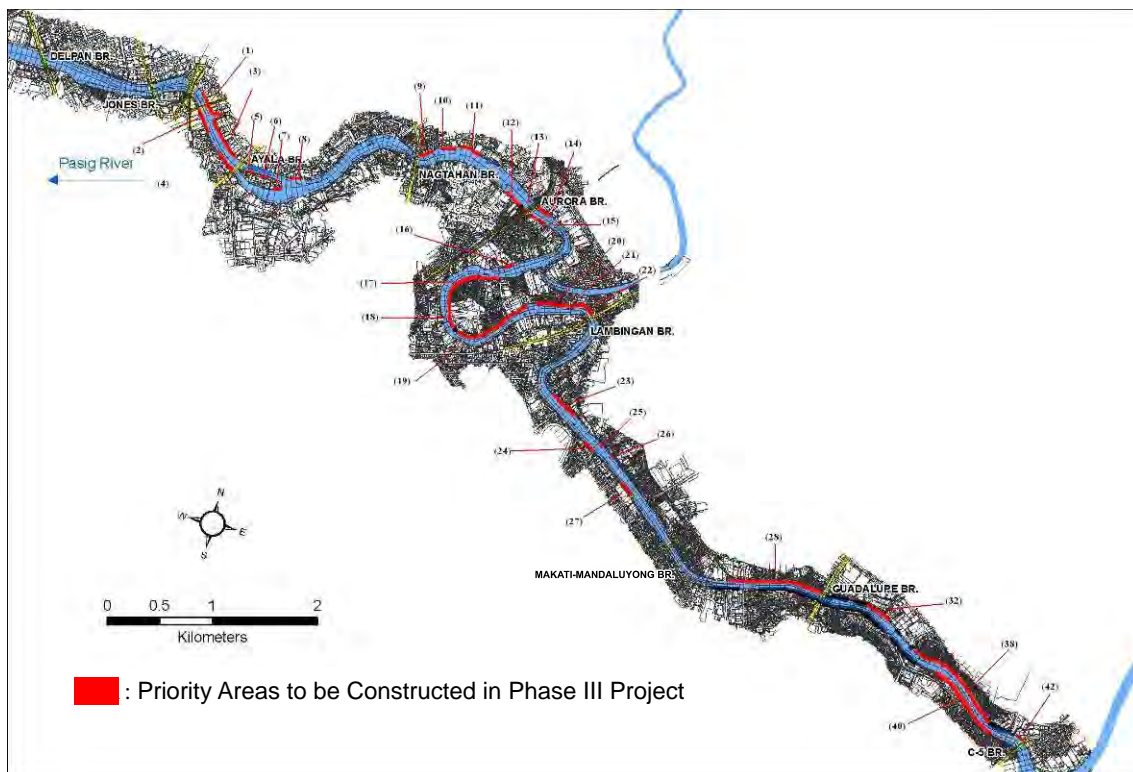 DELPAN BR.
JONES BR.
(1)
(3)
(2)
(5)
(6)
(7)
(8)
AYALA BR.
Pasig River
(4)
(9)
(10)
(11)
(12)
(13)
(14)
NAGTAHAN BR.
AURORA BR.
(15)
(16)
(20)
(21)
(22)
(17)
(18)
LAMBINGAN BR.
(19)
(23)
(25)
(26)
(24)
(27)
N
W
E
S
MAKATI-MANDALUYONG BR.
(28)
GUADALUPE BR.
(32)
0 0.5 1 2
Kilometers
(38)
(40)
(42)
C-5 BR.
: Priority Areas to be Constructed in Phase III Project